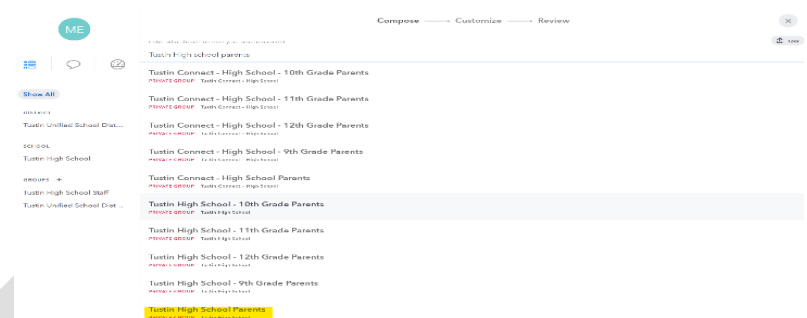 ME
Compose Customize Review
Tustin High school parents
Show All
DISTRICT
Tustin Unified School Dist...
SCHOOL
Tustin High School
GROUPS +
Tustin High School Staff
Tustin Unified School Dist ...
Tustin Connect - High School - 10th Grade Parents
PRIVATE GROUP Tustin Connect - High School
Tustin Connect - High School - 11th Grade Parents
PRIVATE GROUP Tustin Connect - High School
Tustin Connect - High School - 12th Grade Parents
PRIVATE GROUP Tustin Connect - High School
Tustin Connect - High School - 9th Grade Parents
PRIVATE GROUP Tustin Connect - High School
Tustin Connect - High School Parents
PRIVATE GROUP Tustin Connect - High School
Tustin High School - 10th Grade Parents
PRIVATE GROUP Tustin High School
Tustin High School - 11th Grade Parents
PRIVATE GROUP Tustin High School
Tustin High School - 12th Grade Parents
PRIVATE GROUP Tustin High School
Tustin High School - 9th Grade Parents
PRIVATE GROUP Tustin High School
Tustin High School Parents